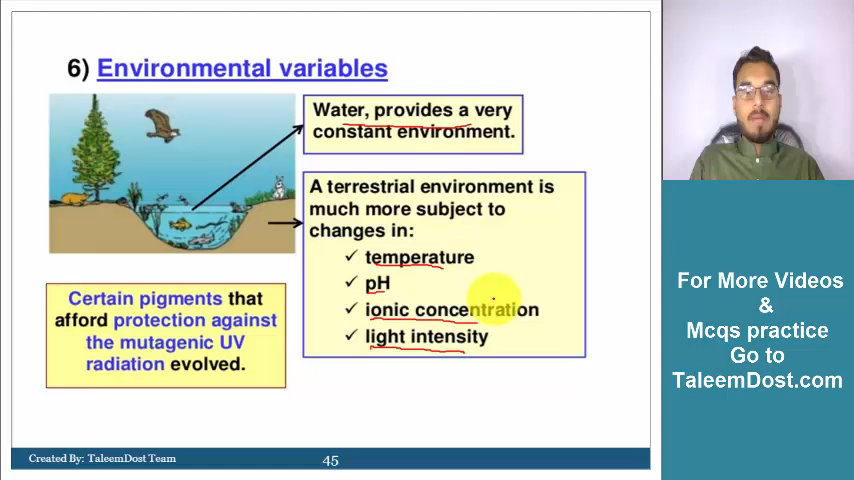 6) Environmental variables
Water, provides a very
constant environment.
A terrestrial environment is
much more subject to
changes in:
✓ temperature
✓ pH
✓ ionic concentration
✓ light intensity
Certain pigments that
afford protection against
the mutagenic UV
radiation evolved.
For More Videos
&
Mcqs practice
Go to
TaleemDost.com
Created By: TaleemDost Team
45